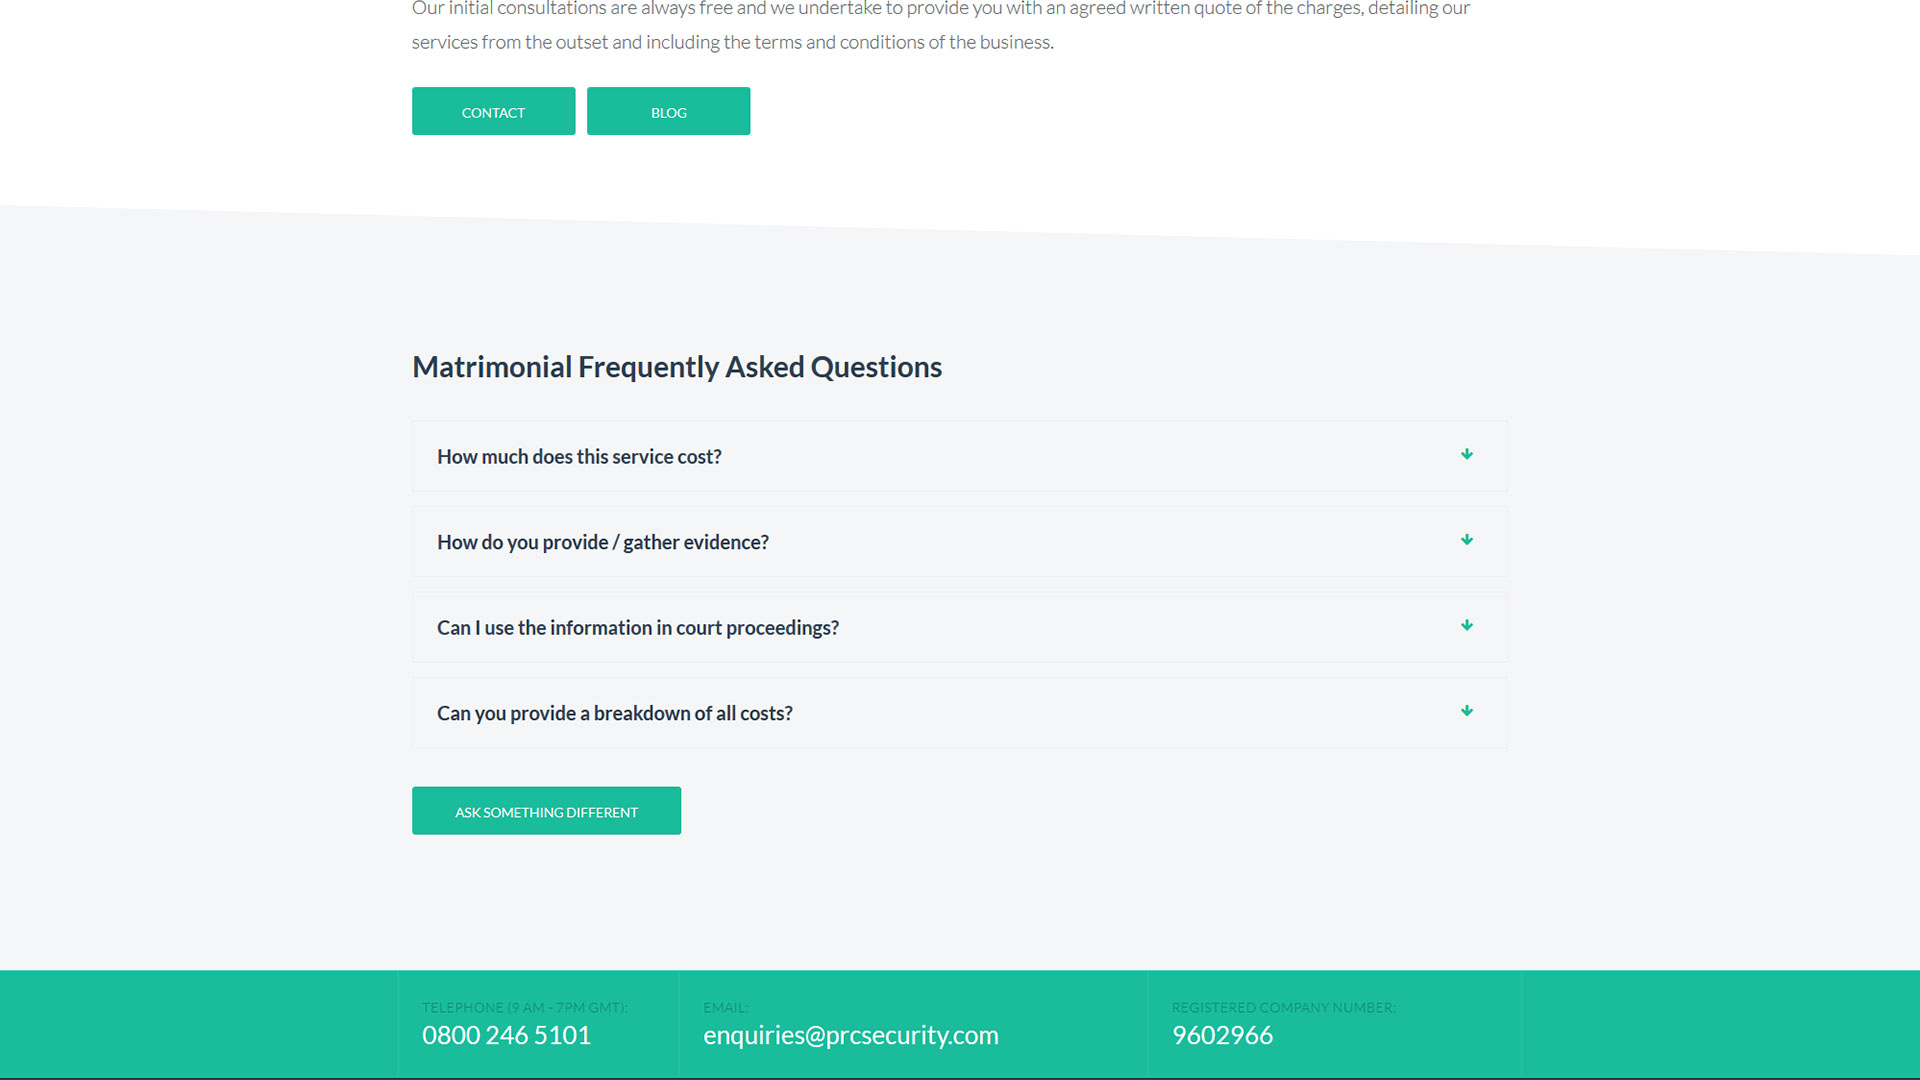 Our initial consultations are always free and we undertake to provide you with an agreed written quote of the charges, detailing our
services from the outset and including the terms and conditions of the business.
CONTACT
BLOG
Matrimonial Frequently Asked Questions
How much does this service cost?
How do you provide / gather evidence?
Can I use the information in court proceedings?
Can you provide a breakdown of all costs?
ASK SOMETHING DIFFERENT
TELEPHONE (9 AM - 7PM GMT):
0800 246 5101
EMAIL:
enquiries@prcsecurity.com
REGISTERED COMPANY NUMBER:
9602966